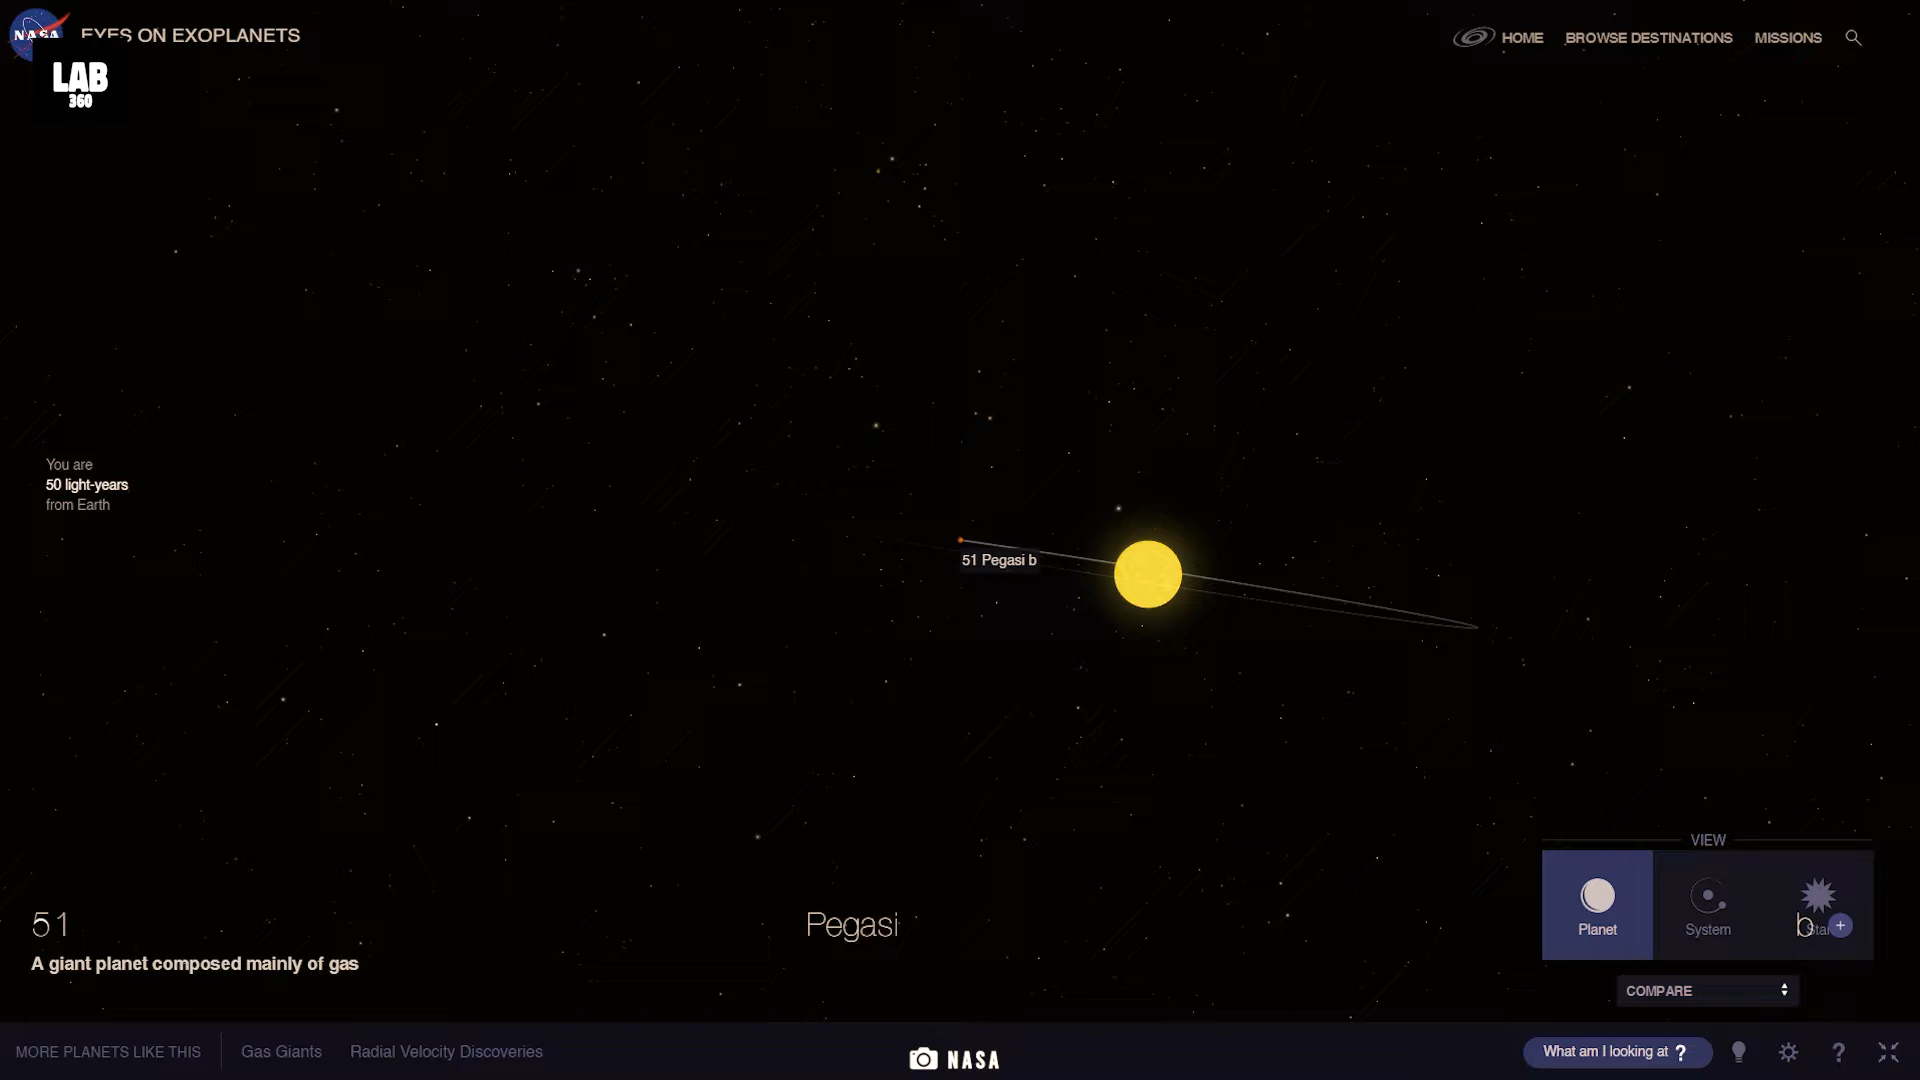 NASA
EYES ON EXOPLANETS
HOME
BROWSE DESTINATIONS
MISSIONS
LAB
360
You are
50 light-years
from Earth
51 Pegasi b
VIEW
Planet
System
Star
51 Pegasi b +
A giant planet composed mainly of gas
COMPARE
MORE PLANETS LIKE THIS
Gas Giants
Radial Velocity Discoveries
NASA
What am I looking at ?
?